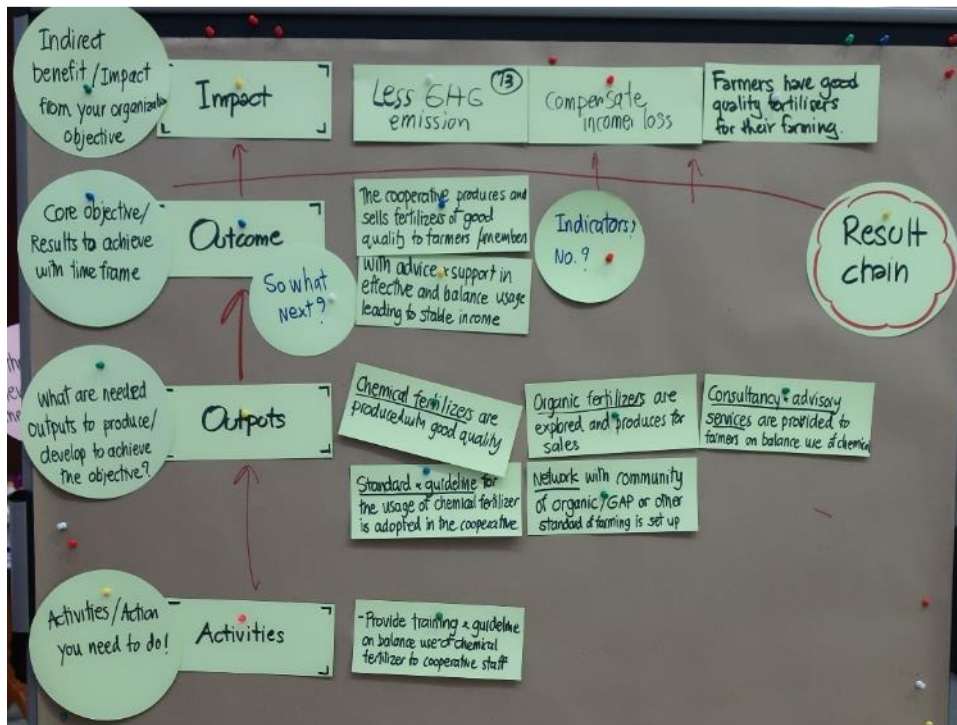 Indirect
benefit/Impact
from your organization
objective
Impact
Less GHG
emission
13
Compensate
income loss
Farmers have good
quality fertilisers
for their farming.
Core objective/
Results to achieve
with time frame
Outcome
So what
Next?
The cooperative produces and
sells fertilizers of good
quality to farmers/members
With advice & support in
effective and balance usage
leading to stable income
Indicators?
No.?
Result
chain
What are needed
outputs to produce/
develop to achieve
the objective?
Outputs
Chemical fertilizers are
produced with good quality
Organic fertilizers are
explored and produces for
sales
Consultancy & advisory
services are provided to
farmers on balance use of chemical
Standard & guideline for
the usage of chemical fertilizer
is adopted in the cooperative
Network with community
of organic/GAP or other
standard of farming is set up
Activities/Action
you need to do!
Activities
- Provide training & guideline
on balance use of chemical
fertilizer to cooperative staff